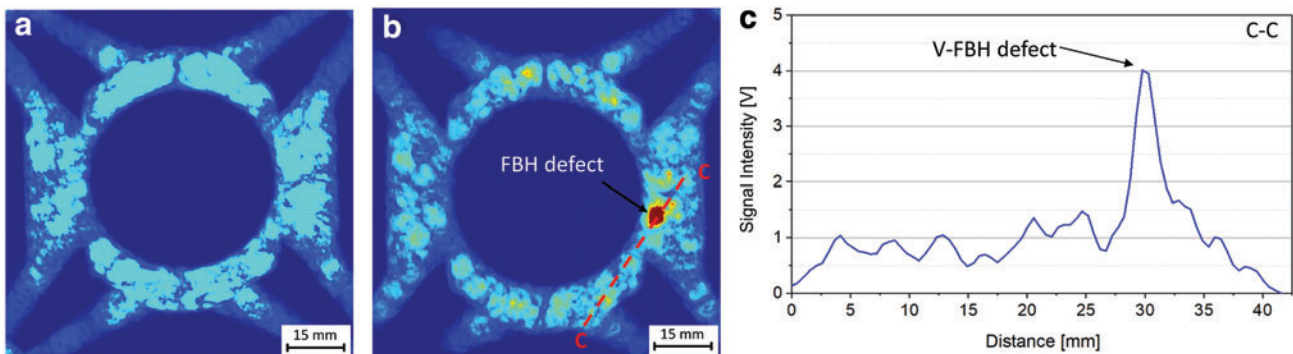 a
15 mm
b
FBH defect
C
C
15 mm
c
C-C
V-FBH defect
Signal Intensity [V]
5
4
3
2
1
0
0 5 10 15 20 25 30 35 40
Distance [mm]